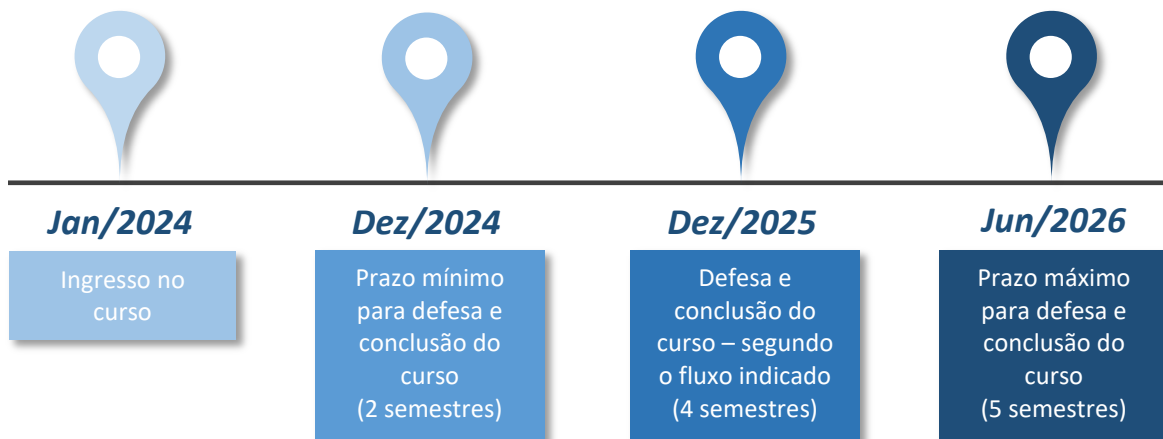 Jan/2024
Ingresso no
curso
Dez/2024
Prazo mínimo
para defesa e
conclusão do
curso
(2 semestres)
Dez/2025
Defesa e
conclusão do
curso – segundo
o fluxo indicado
(4 semestres)
Jun/2026
Prazo máximo
para defesa e
conclusão do
curso
(5 semestres)